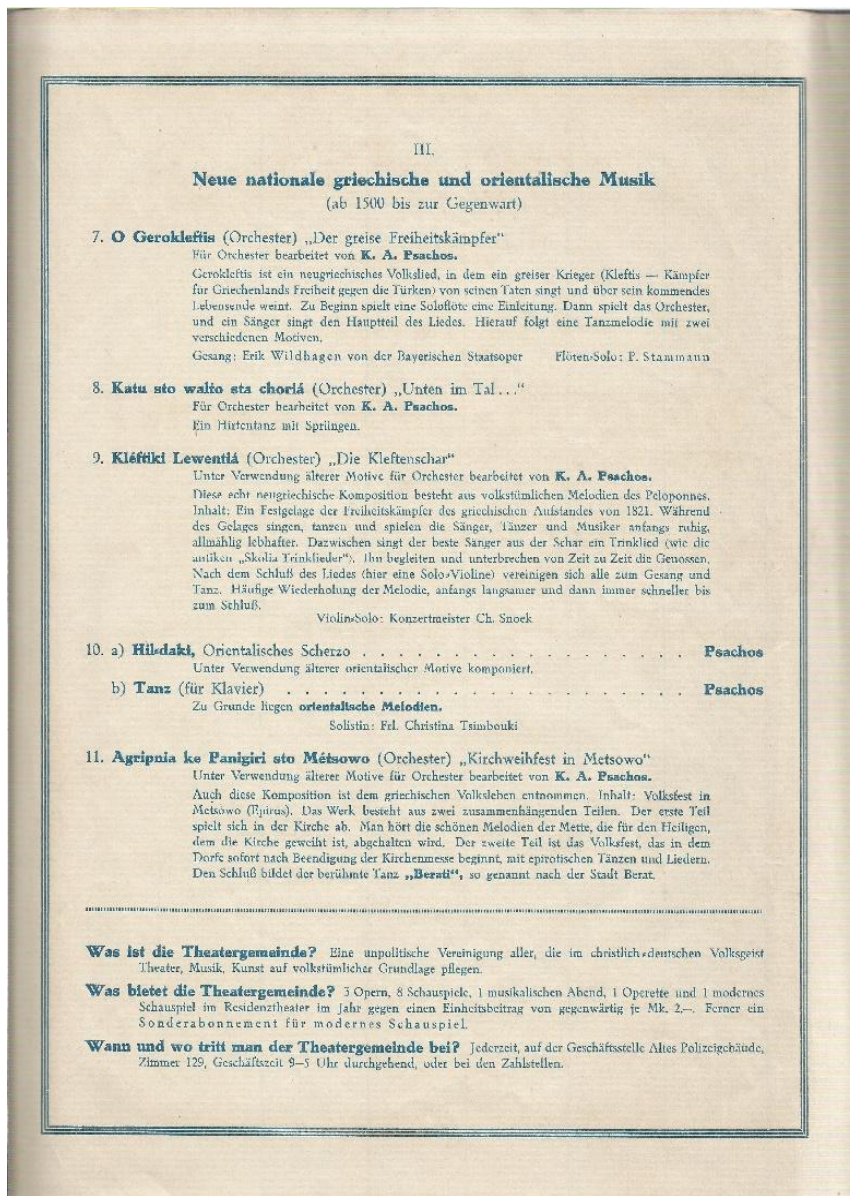 III.
Neue nationale griechische und orientalische Musik
(ab 1500 bis zur Gegenwart)
7. O Gerokleftis (Orchester) „Der greise Freiheitskämpfer“
Für Orchester bearbeitet von K. A. Psachos.
Gerokleftis ist ein neugriechisches Volkslied, in dem ein greiser Krieger (Kleftis — Kämpfer
für Griechenlands Freiheit gegen die Türken) von seinen Taten singt und über sein kommendes
Lebensende weint. Zu Beginn spielt eine Soloflöte eine Einleitung. Dann spielt das Orchester,
und ein Sänger singt den Hauptteil des Liedes. Hierauf folgt eine Tanzmelodie mit zwei
verschiedenen Motiven.
Gesang: Erik Wildhagen von der Bayerischen Staatsoper Flöten-Solo: P. Stammann
8. Katu sto walto sta choriá (Orchester) „Unten im Tal...“
Für Orchester bearbeitet von K. A. Psachos.
Ein Hirtentanz mit Sprüngen.
9. Kléftiki Lewentiá (Orchester) „Die Kleftenschar“
Unter Verwendung älterer Motive für Orchester bearbeitet von K. A. Psachos.
Diese echt neugriechische Komposition besteht aus volkstümlichen Melodien des Peloponnes.
Inhalt: Ein Festgelage der Freiheitskämpfer des griechischen Aufstandes von 1821. Während
des Gelages singen, tanzen und spielen die Sänger, Tänzer und Musiker anfangs ruhig,
allmählig lebhafter. Dazwischen singt der beste Sänger aus der Schar ein Trinklied (wie die
antiken „Skolia Trinklieder“). Ihn begleiten und unterbrechen von Zeit zu Zeit die Genossen.
Nach dem Schluß des Liedes (hier eine Solo-Violine) vereinigen sich alle zum Gesang und
Tanz. Häufige Wiederholung der Melodie, anfangs langsamer und dann immer schneller bis
zum Schluß.
Violin-Solo: Konzertmeister Ch. Snoek
10. a) Hil-daki, Orientalisches Scherzo . . . . . . . . . . . . . . . . . . Psachos
Unter Verwendung älterer orientalischer Motive komponiert.
b) Tanz (für Klavier) . . . . . . . . . . . . . . . . . . . . . . Psachos
Zu Grunde liegen orientalische Melodien.
Solistin: Frl. Christina Tsimbouki
11. Agripnia ke Panigiri sto Métsowo (Orchester) „Kirchweihfest in Metsowo“
Unter Verwendung älterer Motive für Orchester bearbeitet von K. A. Psachos.
Auch diese Komposition ist dem griechischen Volksleben entnommen. Inhalt: Volksfest in
Metsowo (Epirus). Das Werk besteht aus zwei zusammenhängenden Teilen. Der erste Teil
spielt sich in der Kirche ab. Man hört die schönen Melodien der Mette, die für den Heiligen,
dem die Kirche geweiht ist, abgehalten wird. Der zweite Teil ist das Volksfest, das in dem
Dorfe sofort nach Beendigung der Kirchenmesse beginnt, mit epirotischen Tänzen und Liedern.
Den Schluß bildet der berühmte Tanz „Berati“, so genannt nach der Stadt Berat.
Was ist die Theatergemeinde? Eine unpolitische Vereinigung aller, die im christlich-deutschen Volksgeist
Theater, Musik, Kunst auf volkstümlicher Grundlage pflegen.
Was bietet die Theatergemeinde? 3 Opern, 8 Schauspiele, 1 musikalischen Abend, 1 Operette und 1 modernes
Schauspiel im Residenztheater im Jahr gegen einen Einheitsbeitrag von gegenwärtig je Mk. 2,—. Ferner ein
Sonderabonnement für modernes Schauspiel.
Wann und wo tritt man der Theatergemeinde bei? Jederzeit, auf der Geschäftsstelle Altes Polizeigebäude,
Zimmer 129, Geschäftszeit 9–5 Uhr durchgehend, oder bei den Zahlstellen.